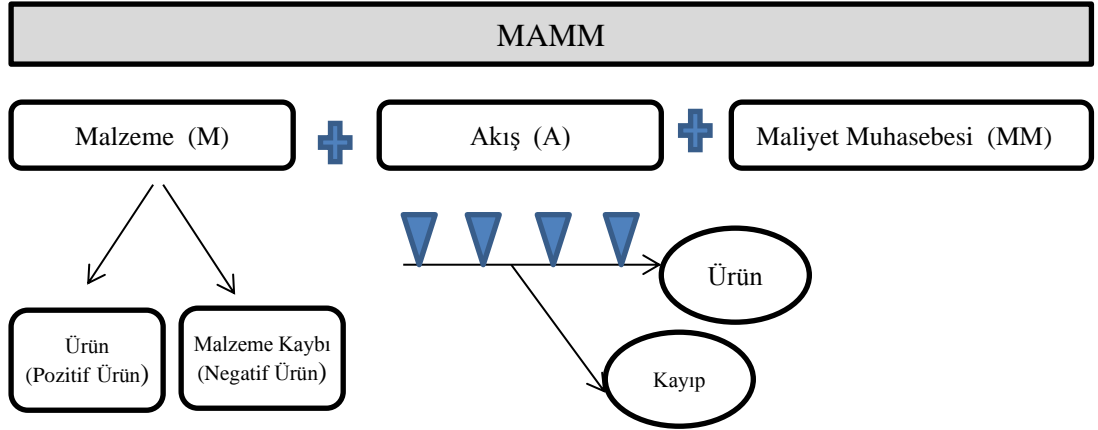 MAMM
Malzeme (M)
Akış (A)
Maliyet Muhasebesi (MM)
Ürün
(Pozitif Ürün)
Malzeme Kaybı
(Negatif Ürün)
Ürün
Kayıp